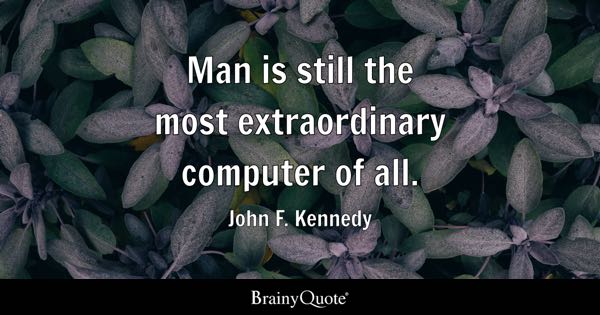 Man is still the
most extraordinary
computer of all.
John F. Kennedy
BrainyQuote®